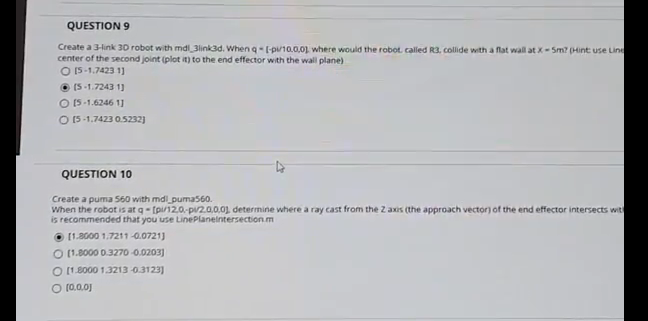 QUESTION 9
Create a 3-link 3D robot with mdl_3link3d. When q = [-pi/10,0,0], where would the robot, called R3, collide with a flat wall at X = 5m? (Hint: use Line
center of the second joint (plot it) to the end effector with the wall plane)
[5 -1.7423 1]
[5 -1.7243 1]
[5 -1.6246 1]
[5 -1.7423 0.5232]
QUESTION 10
Create a puma 560 with mdl_puma560.
When the robot is at q = [pi/12,0,-pi/2,0,0,0], determine where a ray cast from the Z axis (the approach vector) of the end effector intersects wit
is recommended that you use LinePlaneIntersection.m
[1.8000 1.7211 -0.0721]
[1.8000 0.3270 -0.0203]
[1.8000 1.3213 -0.3123]
[0,0,0]